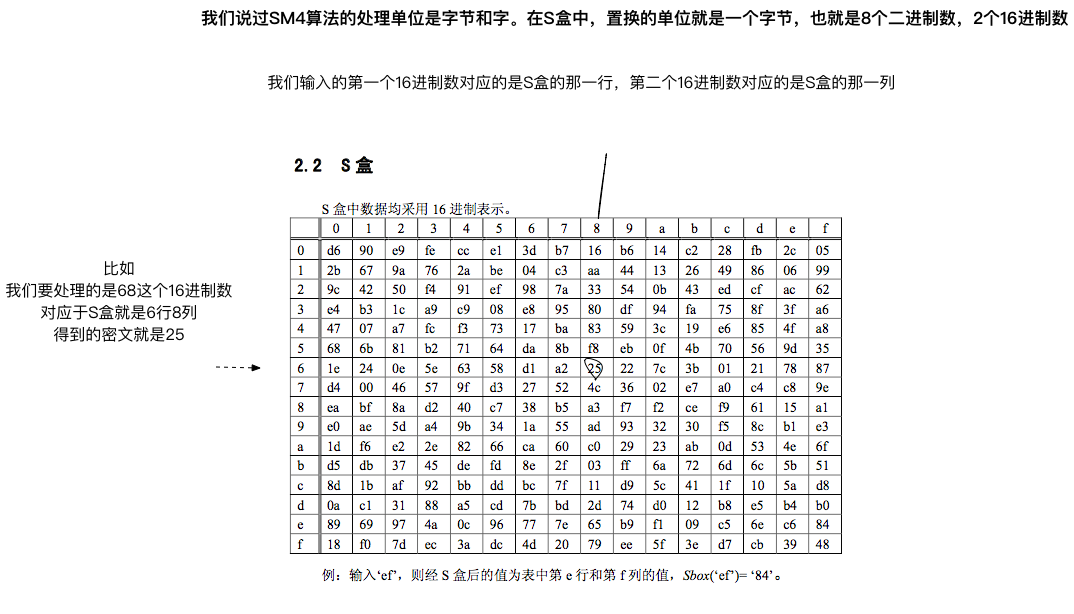 我们说过SM4算法的处理单位是字节和字。在S盒中，置换的单位就是一个字节，也就是8个二进制数，2个16进制数
我们输入的第一个16进制数对应的是S盒的那一行，第二个16进制数对应的是S盒的那一列
2.2 S 盒
S 盒中数据均采用 16 进制表示。
0 1 2 3 4 5 6 7 8 9 a b c d e f
0 d6 90 e9 fe cc e1 3d b7 16 b6 14 c2 28 fb 2c 05
1 2b 67 9a 76 2a be 04 c3 aa 44 13 26 49 86 06 99
2 9c 42 50 f4 91 ef 98 7a 33 54 0b 43 ed cf ac 62
3 e4 b3 1c a9 c9 08 e8 95 80 df 94 fa 75 8f 3f a6
4 47 07 a7 fc f3 73 17 ba 83 59 3c 19 e6 85 4f a8
5 68 6b 81 b2 71 64 da 8b f8 eb 0f 4b 70 56 9d 35
6 1e 24 0e 5e 63 58 d1 a2 25 22 7c 3b 01 21 78 87
7 d4 00 46 57 9f d3 27 52 4c 36 02 e7 a0 c4 c8 9e
8 ea bf 8a d2 40 c7 38 b5 a3 f7 f2 ce f9 61 15 a1
9 e0 ae 5d a4 9b 34 1a 55 ad 93 32 30 f5 8c b1 e3
a 1d f6 e2 2e 82 66 ca 60 c0 29 23 ab 0d 53 4e 6f
b d5 db 37 45 de fd 8e 2f 03 ff 6a 72 6d 6c 5b 51
c 8d 1b af 92 bb dd bc 7f 11 d9 5c 41 1f 10 5a d8
d 0a c1 31 88 a5 cd 7b bd 2d 74 d0 12 b8 e5 b4 b0
e 89 69 97 4a 0c 96 77 7e 65 b9 f1 09 c5 6e c6 84
f 18 f0 7d ec 3a dc 4d 20 79 ee 5f 3e d7 cb 39 48
例：输入‘ef’，则经 S 盒后的值为表中第 e 行和第 f 列的值，Sbox(‘ef’)= ‘84’。
比如
我们要处理的是68这个16进制数
对应于S盒就是6行8列
得到的密文就是25